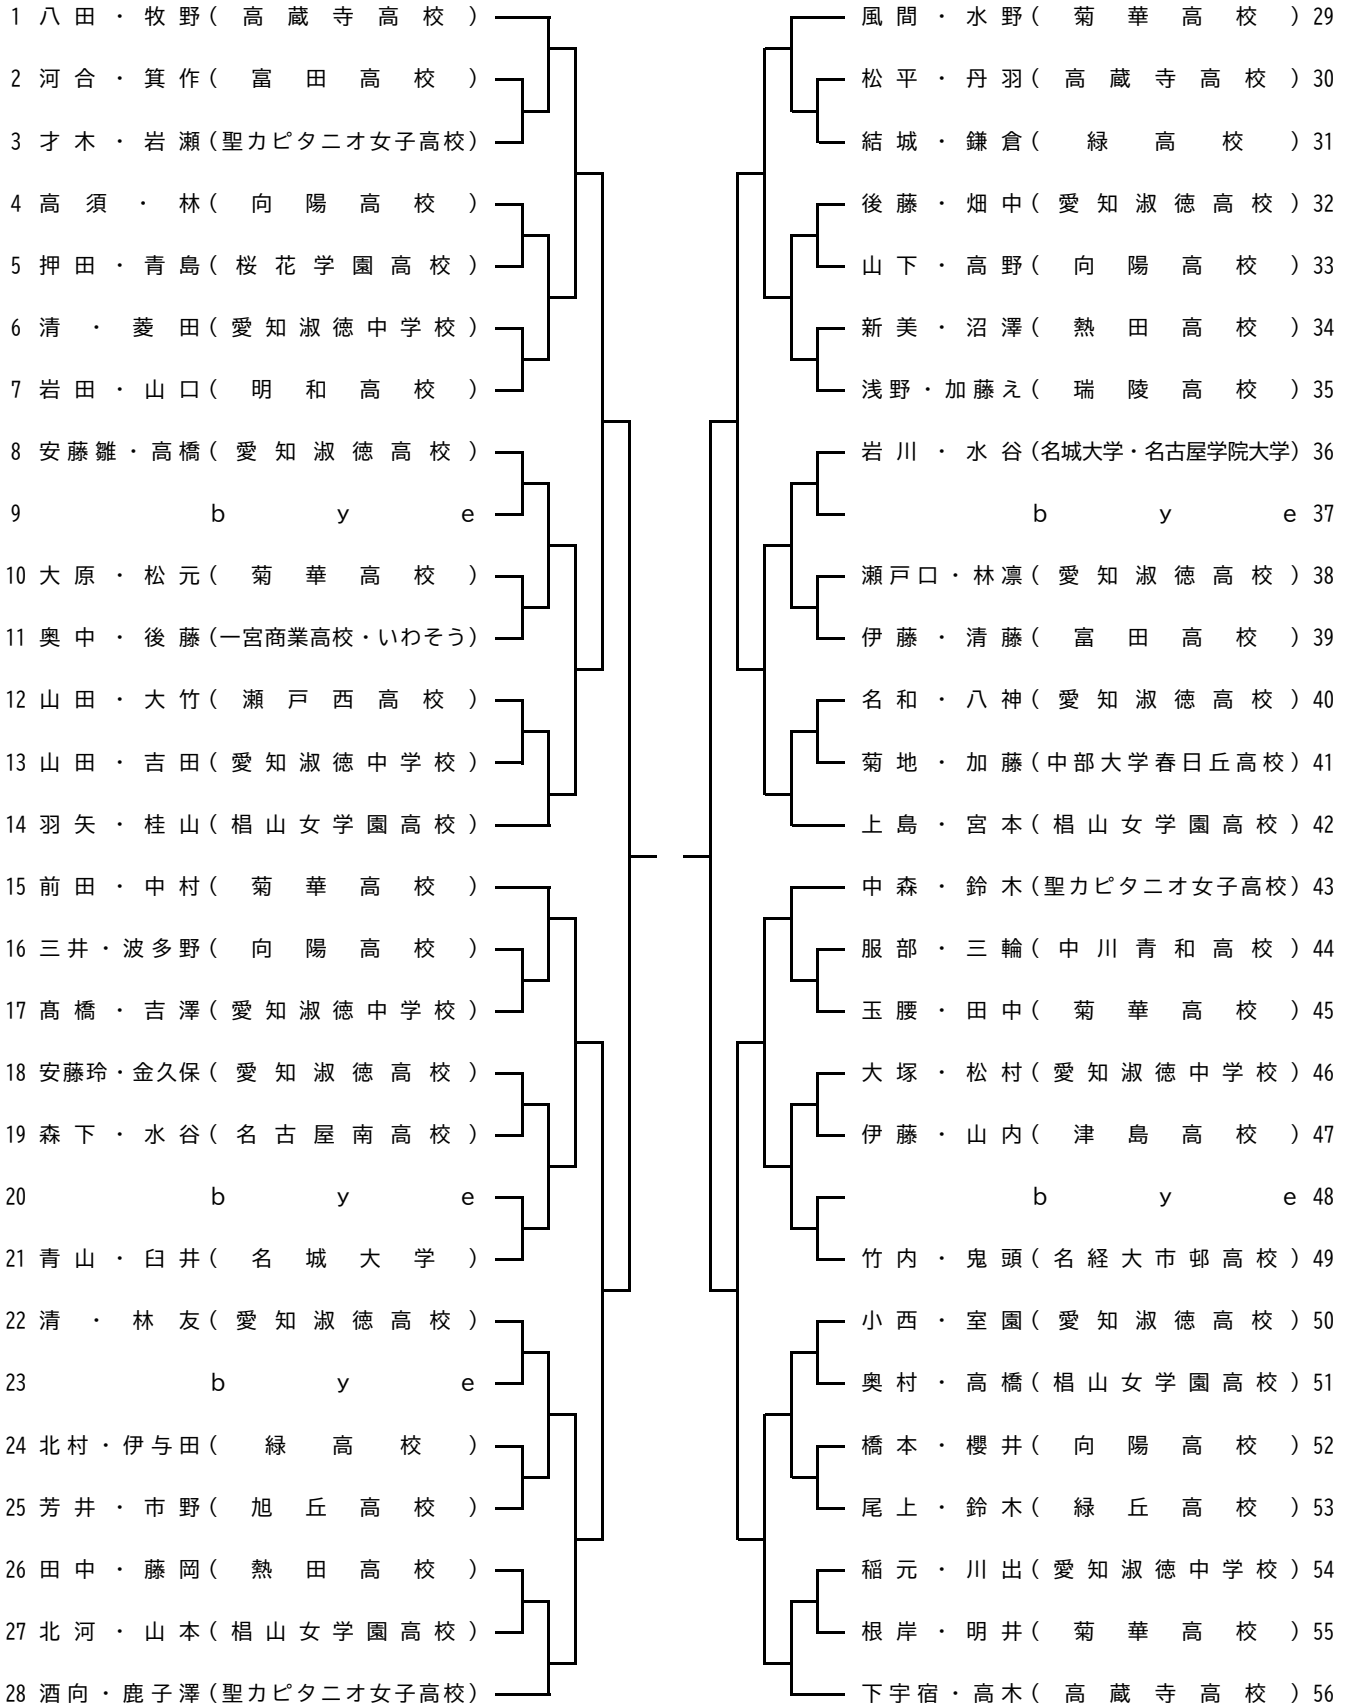 1 八田・牧野(高蔵寺高校)
2 河合・箕作(富田高校)
3 才木・岩瀬(聖カピタニオ女子高校)
4 高須・林(向陽高校)
5 押田・青島(桜花学園高校)
6 清・菱田(愛知淑徳中学校)
7 岩田・山口(明和高校)
8 安藤雛・高橋(愛知淑徳高校)
9 bye
10 大原・松元(菊華高校)
11 奥中・後藤(一宮商業高校・いわそう)
12 山田・大竹(瀬戸西高校)
13 山田・吉田(愛知淑徳中学校)
14 羽矢・桂山(椙山女学園高校)
15 前田・中村(菊華高校)
16 三井・波多野(向陽高校)
17 髙橋・吉澤(愛知淑徳中学校)
18 安藤玲・金久保(愛知淑徳高校)
19 森下・水谷(名古屋南高校)
20 bye
21 青山・臼井(名城大学)
22 清・林友(愛知淑徳高校)
23 bye
24 北村・伊与田(緑高校)
25 芳井・市野(旭丘高校)
26 田中・藤岡(熱田高校)
27 北河・山本(椙山女学園高校)
28 酒向・鹿子澤(聖カピタニオ女子高校)
風間・水野(菊華高校) 29
松平・丹羽(高蔵寺高校) 30
結城・鎌倉(緑高校) 31
後藤・畑中(愛知淑徳高校) 32
山下・高野(向陽高校) 33
新美・沼澤(熱田高校) 34
浅野・加藤え(瑞陵高校) 35
岩川・水谷(名城大学・名古屋学院大学) 36
bye 37
瀬戸口・林凛(愛知淑徳高校) 38
伊藤・清藤(富田高校) 39
名和・八神(愛知淑徳高校) 40
菊地・加藤(中部大学春日丘高校) 41
上島・宮本(椙山女学園高校) 42
中森・鈴木(聖カピタニオ女子高校) 43
服部・三輪(中川青和高校) 44
玉腰・田中(菊華高校) 45
大塚・松村(愛知淑徳中学校) 46
伊藤・山内(津島高校) 47
bye 48
竹内・鬼頭(名経大市邨高校) 49
小西・室園(愛知淑徳高校) 50
奥村・高橋(椙山女学園高校) 51
橋本・櫻井(向陽高校) 52
尾上・鈴木(緑丘高校) 53
稲元・川出(愛知淑徳中学校) 54
根岸・明井(菊華高校) 55
下宇宿・高木(高蔵寺高校) 56